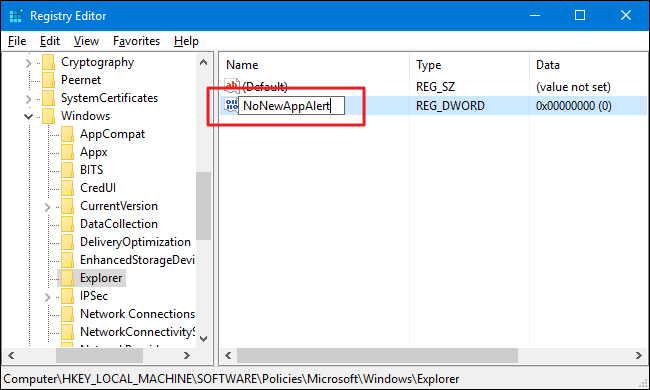 Registry Editor
File Edit View Favorites Help
Cryptography
Peernet
SystemCertificates
Windows
AppCompat
Appx
BITS
CredUI
CurrentVersion
DataCollection
DeliveryOptimization
EnhancedStorageDevi
Explorer
IPSec
Network Connections
NetworkConnectivityS
Name Type Data
ab (Default) REG_SZ (value not set)
NoNewAppAlert REG_DWORD 0x00000000 (0)
Computer\HKEY_LOCAL_MACHINE\SOFTWARE\Policies\Microsoft\Windows\Explorer